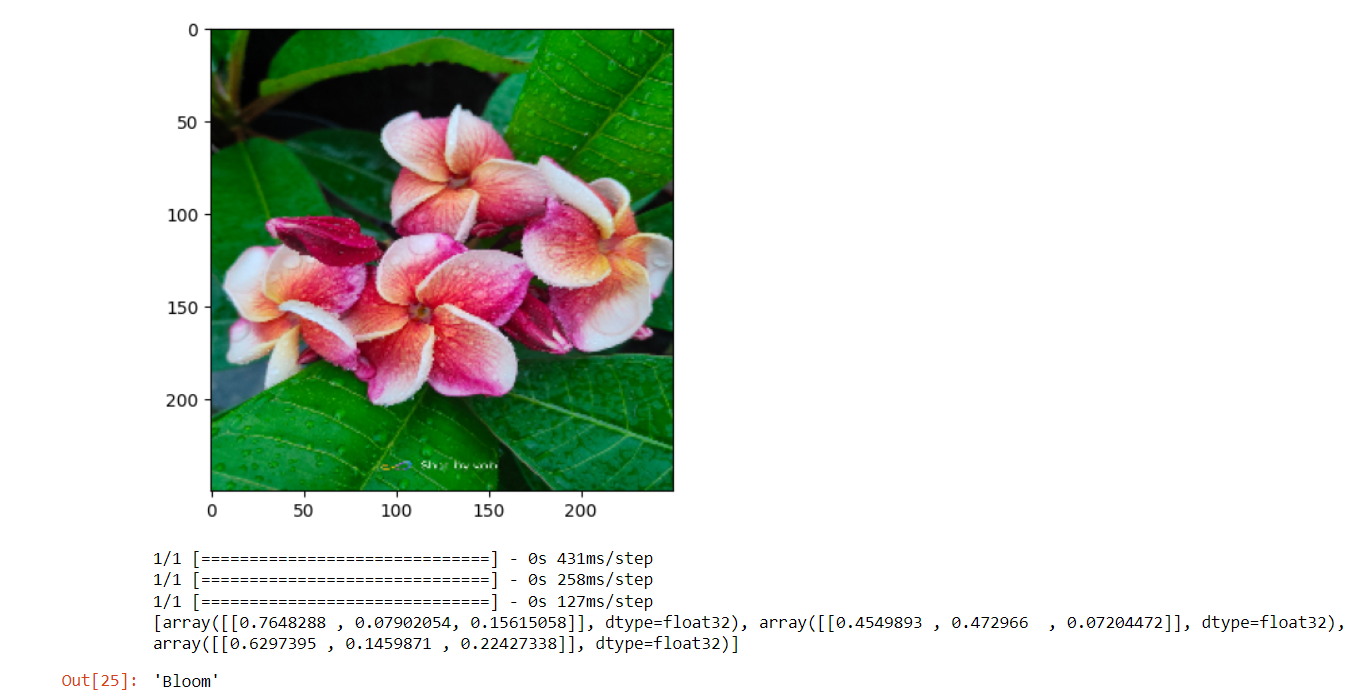 0
50
100
150
200
Shot by
0 50 100 150 200
1/1 [==============================] - 0s 431ms/step
1/1 [==============================] - 0s 258ms/step
1/1 [==============================] - 0s 127ms/step
[array([[0.7648288 , 0.07902054, 0.15615058]], dtype=float32), array([[0.4549893 , 0.472966  , 0.07204472]], dtype=float32),
array([[0.6297395 , 0.1459871 , 0.22427338]], dtype=float32)]
Out[25]: 'Bloom'